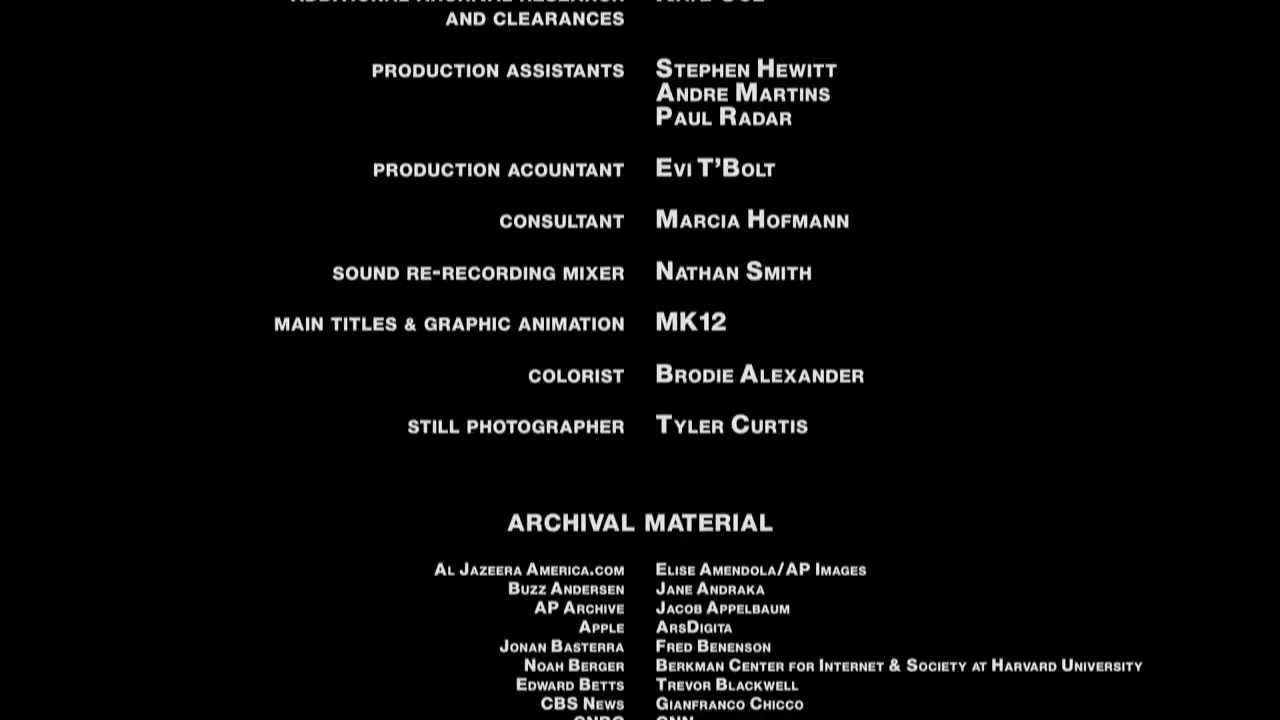 AND CLEARANCES
PRODUCTION ASSISTANTS STEPHEN HEWITT
ANDRE MARTINS
PAUL RADAR
PRODUCTION ACOUNTANT EVI T'BOLT
CONSULTANT MARCIA HOFMANN
SOUND RE-RECORDING MIXER NATHAN SMITH
MAIN TITLES & GRAPHIC ANIMATION MK12
COLORIST BRODIE ALEXANDER
STILL PHOTOGRAPHER TYLER CURTIS
ARCHIVAL MATERIAL
AL JAZEERA AMERICA.COM ELISE AMENDOLA/AP IMAGES
BUZZ ANDERSEN JANE ANDRAKA
AP ARCHIVE JACOB APPELBAUM
APPLE ARSDIGITA
JONAN BASTERRA FRED BENENSON
NOAH BERGER BERKMAN CENTER FOR INTERNET & SOCIETY AT HARVARD UNIVERSITY
EDWARD BETTS TREVOR BLACKWELL
CBS NEWS GIANFRANCO CHICCO